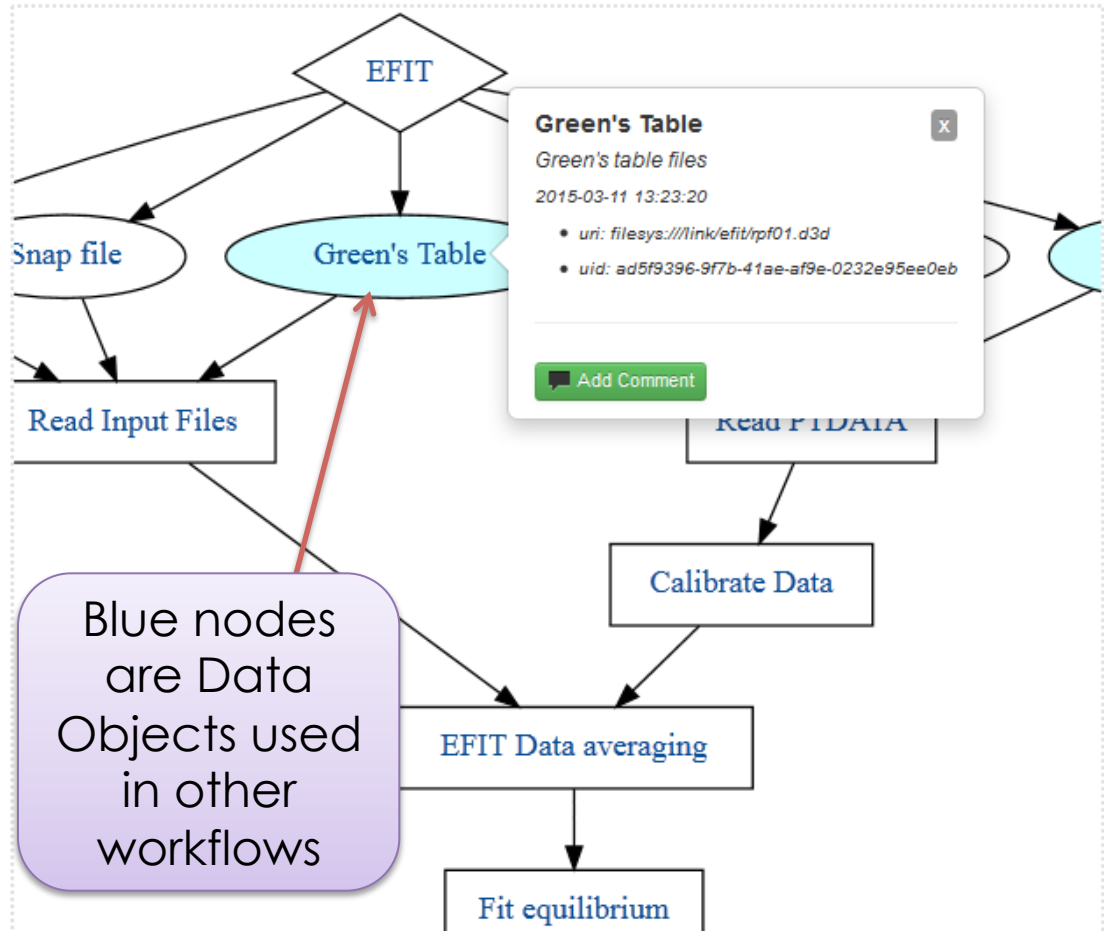 EFIT
Green's Table
x
Green's table files
2015-03-11 13:23:20
• uri: filesys:///link/efit/rpf01.d3d
• uid: ad5f9396-9f7b-41ae-af9e-0232e95ee0eb
Add Comment
Snap file
Green's Table
Read Input Files
Read PTDATA
Calibrate Data
Blue nodes
are Data
Objects used
in other
workflows
EFIT Data averaging
Fit equilibrium